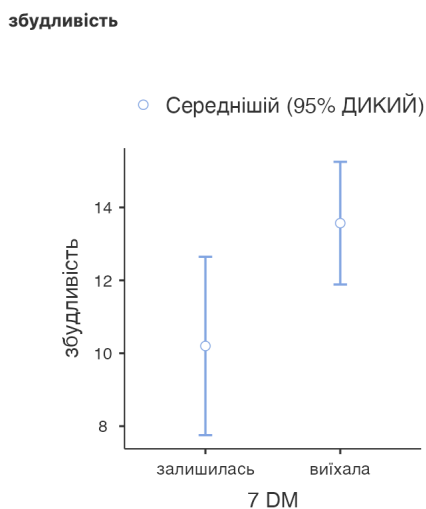 збудливість
Середнішій (95% ДИКИЙ)
14
12
10
8
збудливість
залишилась
виїхала
7 DM